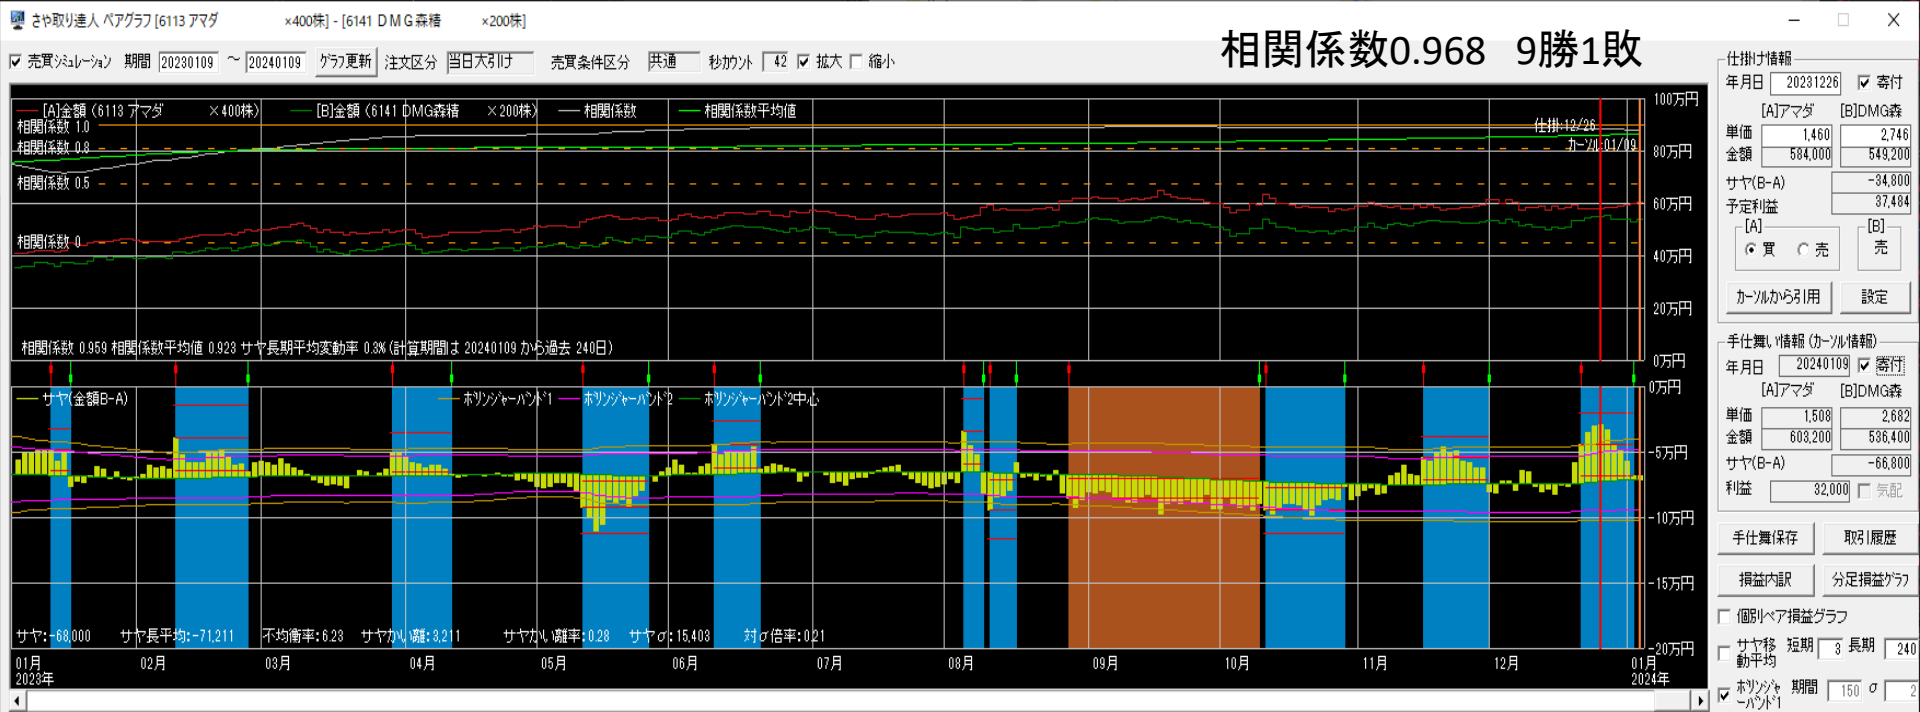 さや取り達人 ペアグラフ [6113 アマダ ×400株] - [6141 ＤＭＧ森精 ×200株]
相関係数0.968 9勝1敗
売買シミュレーション 期間 20230109 ～ 20240109 グラフ更新 注文区分 当日大引け 売買条件区分 共通 秒カウント 42 拡大 縮小
[A]金額 (6113 アマダ ×400株) [B]金額 (6141 DMG森精 ×200株) 相関係数 相関係数平均値
相関係数 1.0
相関係数 0.8
相関係数 0.5
相関係数 0
仕掛:12/26
カーソル:01/09
100万円
80万円
60万円
40万円
20万円
0万円
相関係数 0.959 相関係数平均値 0.923 サヤ長期平均変動率 0.3% (計算期間は 20240109 から過去 240日)
サヤ(金額B-A) ボリンジャーバンド1 ボリンジャーバンド2 ボリンジャーバンド2中心
0万円
-5万円
-10万円
-15万円
-20万円
サヤ:-68,000 サヤ長平均:-71,211 不均衡率:6.23 サヤかい離:3,211 サヤかい離率:0.28 サヤσ:15,403 対σ倍率:0.21
01月 02月 03月 04月 05月 06月 07月 08月 09月 10月 11月 12月 01月
2023年 2024年
仕掛け情報
年月日 20231226 寄付
[A]アマダ [B]DMG森
単価 1,460 2,746
金額 584,000 549,200
サヤ(B-A) -34,800
予定利益 37,484
[A] [B]
買 売 売
カーソルから引用 設定
手仕舞い情報 (カーソル情報)
年月日 20240109 寄付
[A]アマダ [B]DMG森
単価 1,508 2,682
金額 603,200 536,400
サヤ(B-A) -66,800
利益 32,000 気配
手仕舞保存 取引履歴
損益内訳 分足損益グラフ
個別ペア損益グラフ
サヤ移動平均 短期 3 長期 240
ボリンジャーバンド1 期間 150 σ 2